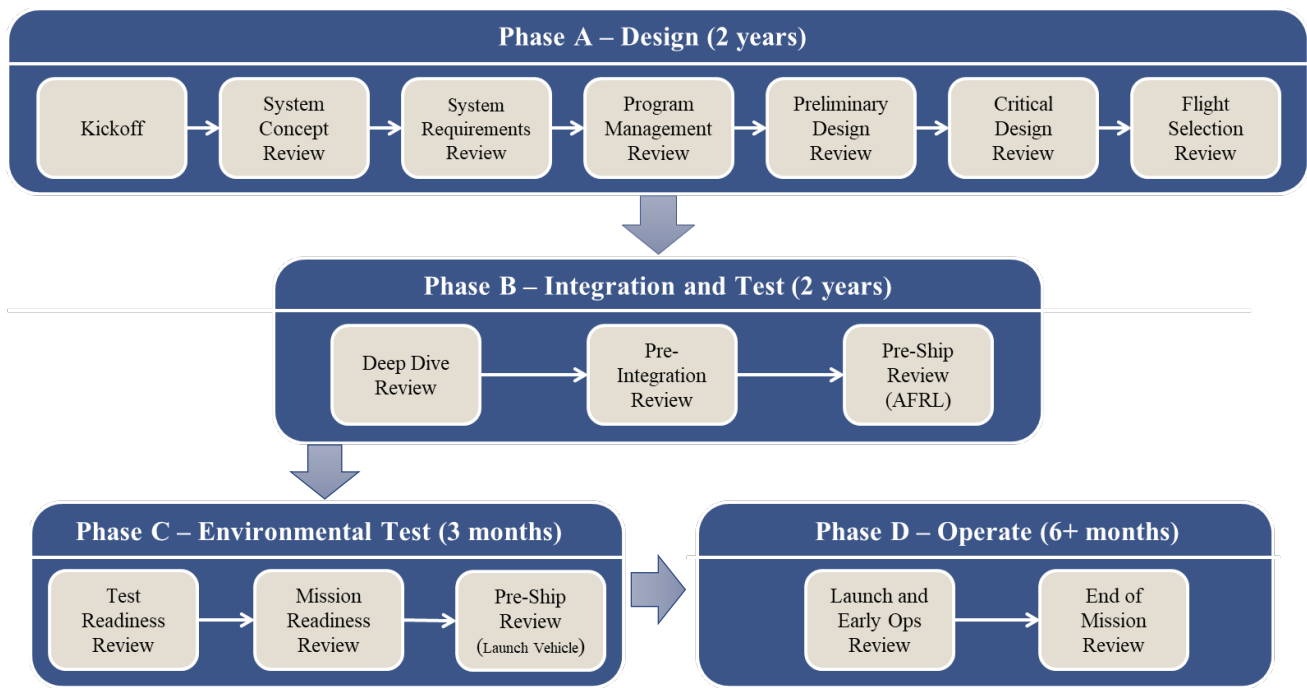 Phase A – Design (2 years)
Kickoff
System
Concept
Review
System
Requirements
Review
Program
Management
Review
Preliminary
Design
Review
Critical
Design
Review
Flight
Selection
Review
Phase B – Integration and Test (2 years)
Deep Dive
Review
Pre-
Integration
Review
Pre-Ship
Review
(AFRL)
Phase C – Environmental Test (3 months)
Test
Readiness
Review
Mission
Readiness
Review
Pre-Ship
Review
(Launch Vehicle)
Phase D – Operate (6+ months)
Launch and
Early Ops
Review
End of
Mission
Review